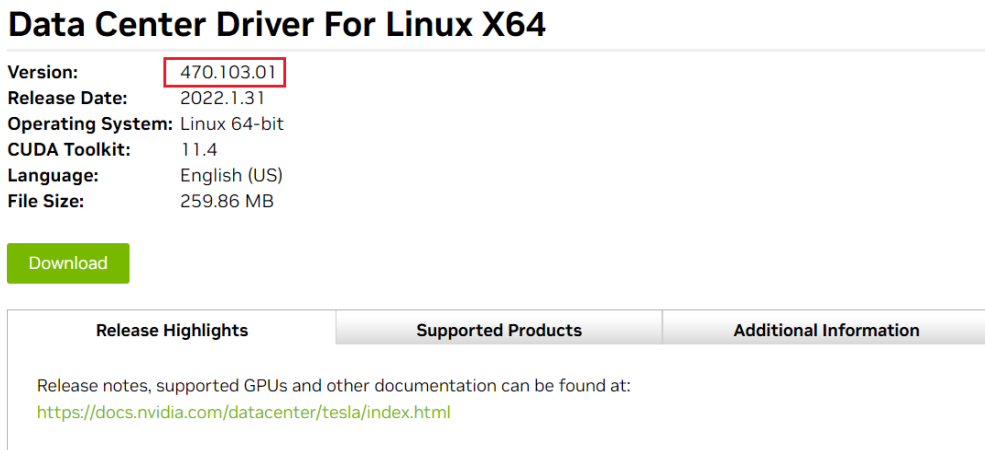 Data Center Driver For Linux X64
Version: 470.103.01
Release Date: 2022.1.31
Operating System: Linux 64-bit
CUDA Toolkit: 11.4
Language: English (US)
File Size: 259.86 MB
Download
Release Highlights Supported Products Additional Information
Release notes, supported GPUs and other documentation can be found at:
https://docs.nvidia.com/datacenter/tesla/index.html